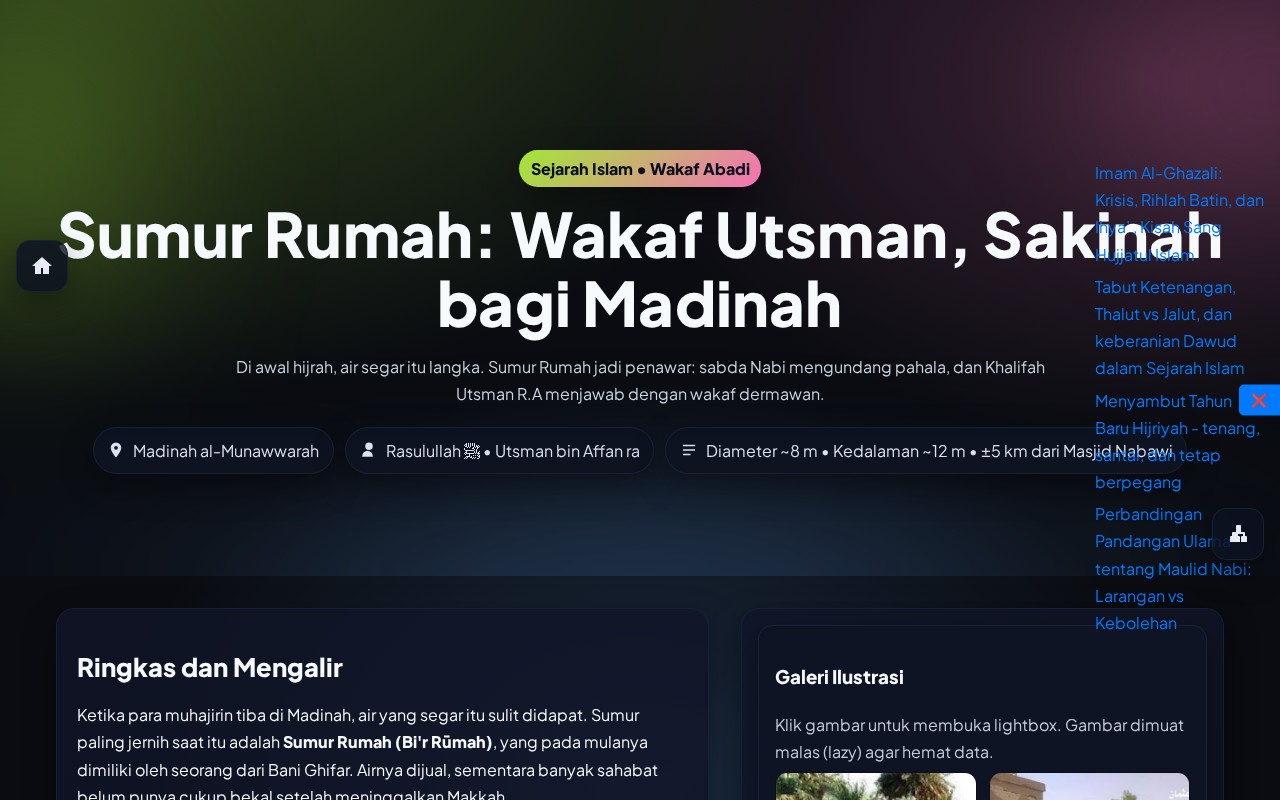 Sejarah Islam • Wakaf Abadi
Sumur Rumah: Wakaf Utsman, Sakinah
bagi Madinah
Di awal hijrah, air segar itu langka. Sumur Rumah jadi penawar: sabda Nabi mengundang pahala, dan Khalifah
Utsman R.A menjawab dengan wakaf dermawan.
Madinah al-Munawwarah
Rasulullah ﷺ • Utsman bin Affan ra
Diameter ~8 m • Kedalaman ~12 m • ±5 km dari Masjid Nabawi
Imam Al-Ghazali:
Krisis, Rihlah Batin, dan
Ihya’- Kisah Sang
Hujjatul Islam
Tabut Ketenangan,
Thalut vs Jalut, dan
keberanian Dawud
dalam Sejarah Islam
Menyambut Tahun
Baru Hijriyah - tenang,
santai, dan tetap
berpegang
Perbandingan
Pandangan Ulama
tentang Maulid Nabi:
Larangan vs
Kebolehan
Ringkas dan Mengalir
Ketika para muhajirin tiba di Madinah, air yang segar itu sulit didapat. Sumur
paling jernih saat itu adalah Sumur Rumah (Bi'r Rūmah), yang pada mulanya
dimiliki oleh seorang dari Bani Ghifar. Airnya dijual, sementara banyak sahabat
belum punya cukup bekal setelah meninggalkan Makkah.
Galeri Ilustrasi
Klik gambar untuk membuka lightbox. Gambar dimuat
malas (lazy) agar hemat data.